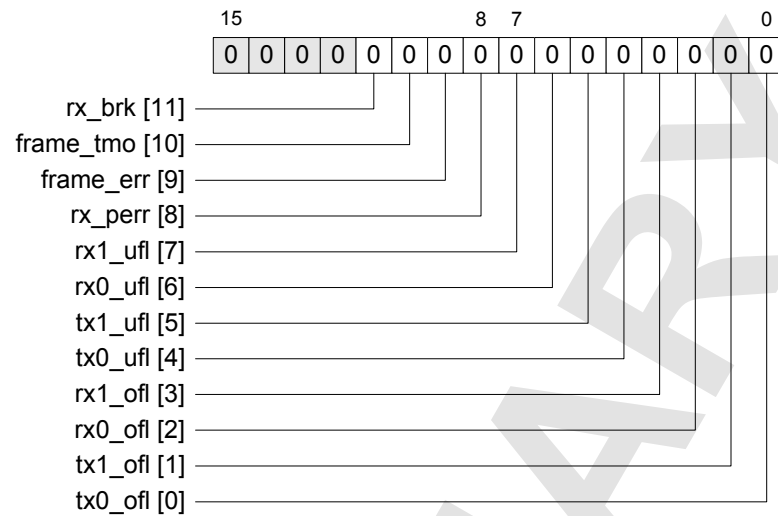 15 8 7 0
0 0 0 0 0 0 0 0 0 0 0 0 0 0 0 0
rx_brk [11]
frame_tmo [10]
frame_err [9]
rx_perr [8]
rx1_ufl [7]
rx0_ufl [6]
tx1_ufl [5]
tx0_ufl [4]
rx1_ofl [3]
rx0_ofl [2]
tx1_ofl [1]
tx0_ofl [0]
ARY